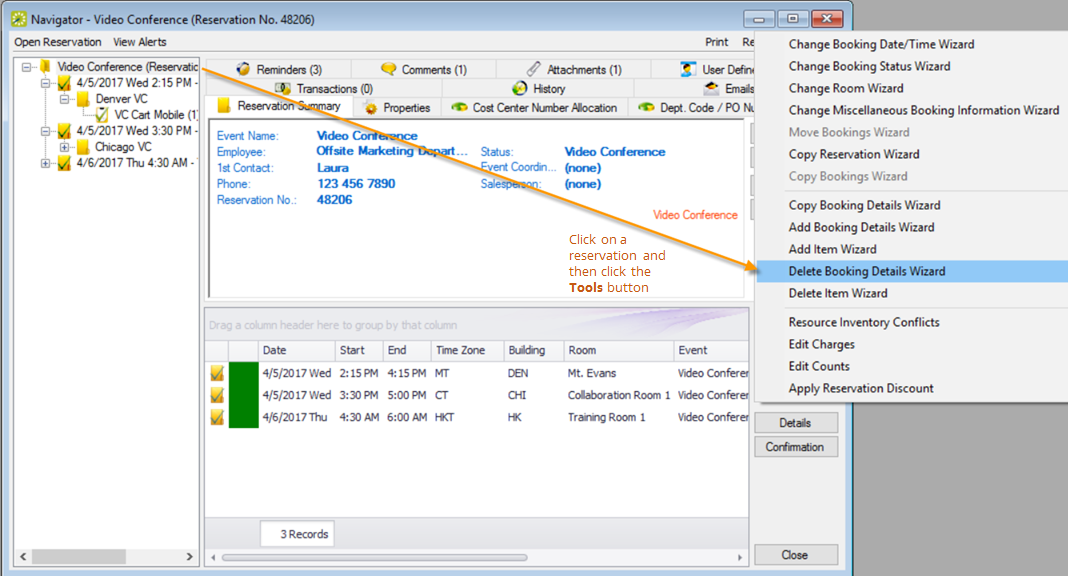 Navigator - Video Conference (Reservation No. 48206)
Open Reservation View Alerts Print Re
Video Conference (Reservatic
4/5/2017 Wed 2:15 PM -
Denver VC
VC Cart Mobile (1)
4/5/2017 Wed 3:30 PM -
Chicago VC
4/6/2017 Thu 4:30 AM -
Reminders (3) Comments (1) Attachments (1) User Define
Transactions (0) History Emails
Reservation Summary Properties Cost Center Number Allocation Dept. Code / PO Nu
Event Name: Video Conference
Employee: Offsite Marketing Depart... Status: Video Conference
1st Contact: Laura Event Coordin... (none)
Phone: 123 456 7890 Salesperson: (none)
Reservation No.: 48206
Video Conference
Click on a
reservation and
then click the
Tools button
Drag a column header here to group by that column
Date Start End Time Zone Building Room Event
4/5/2017 Wed 2:15 PM 4:15 PM MT DEN Mt. Evans Video Conferer
4/5/2017 Wed 3:30 PM 5:00 PM CT CHI Collaboration Room 1 Video Conferer
4/6/2017 Thu 4:30 AM 6:00 AM HKT HK Training Room 1 Video Conferer
3 Records
Change Booking Date/Time Wizard
Change Booking Status Wizard
Change Room Wizard
Change Miscellaneous Booking Information Wizard
Move Bookings Wizard
Copy Reservation Wizard
Copy Bookings Wizard
Copy Booking Details Wizard
Add Booking Details Wizard
Add Item Wizard
Delete Booking Details Wizard
Delete Item Wizard
Resource Inventory Conflicts
Edit Charges
Edit Counts
Apply Reservation Discount
Details
Confirmation
Close